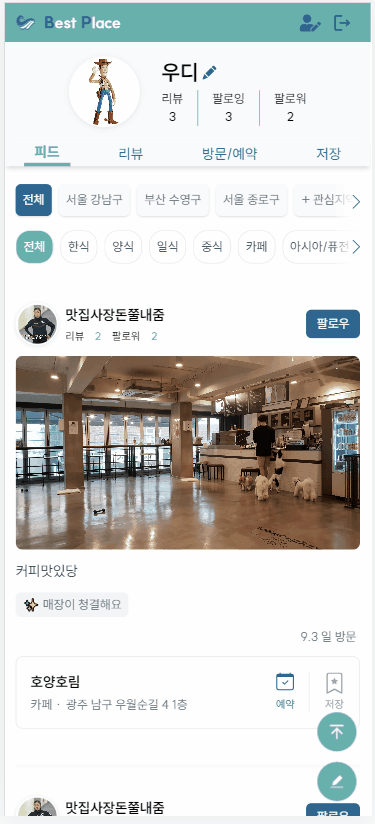 Best Place
우디
리뷰 팔로잉 팔로워
3 3 2
피드 리뷰 방문/예약 저장
전체 서울 강남구 부산 수영구 서울 종로구 + 관심지
전체 한식 양식 일식 중식 카페 아시아/퓨전
맛집사장돈쭐내줌
리뷰 2 팔로워 2
팔로우
커피맛있당
매장이 청결해요
9.3 일 방문
호양호림
카페 · 광주 남구 우월순길 4 1층
예약 저장
맛집사장돈쭐내줌
팔로우